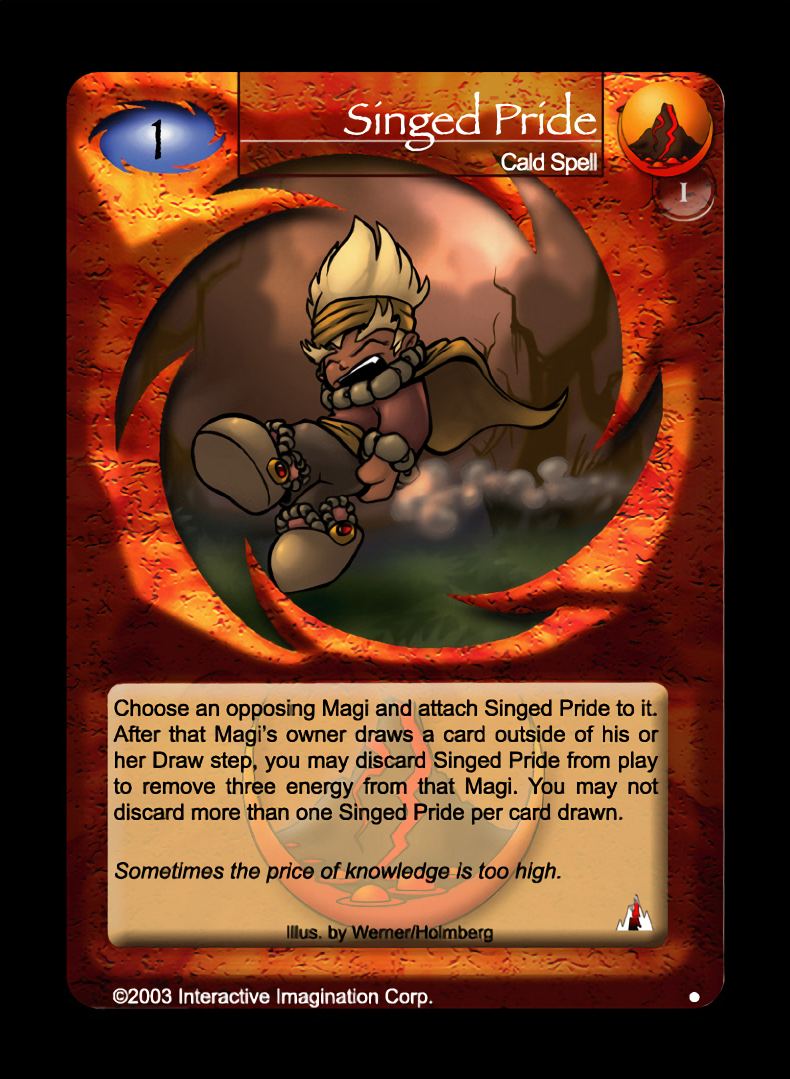 1
Singed Pride
Cald Spell
I
Choose an opposing Magi and attach Singed Pride to it.
After that Magi's owner draws a card outside of his or
her Draw step, you may discard Singed Pride from play
to remove three energy from that Magi. You may not
discard more than one Singed Pride per card drawn.
Sometimes the price of knowledge is too high.
Illus. by Werner/Holmberg
©2003 Interactive Imagination Corp.